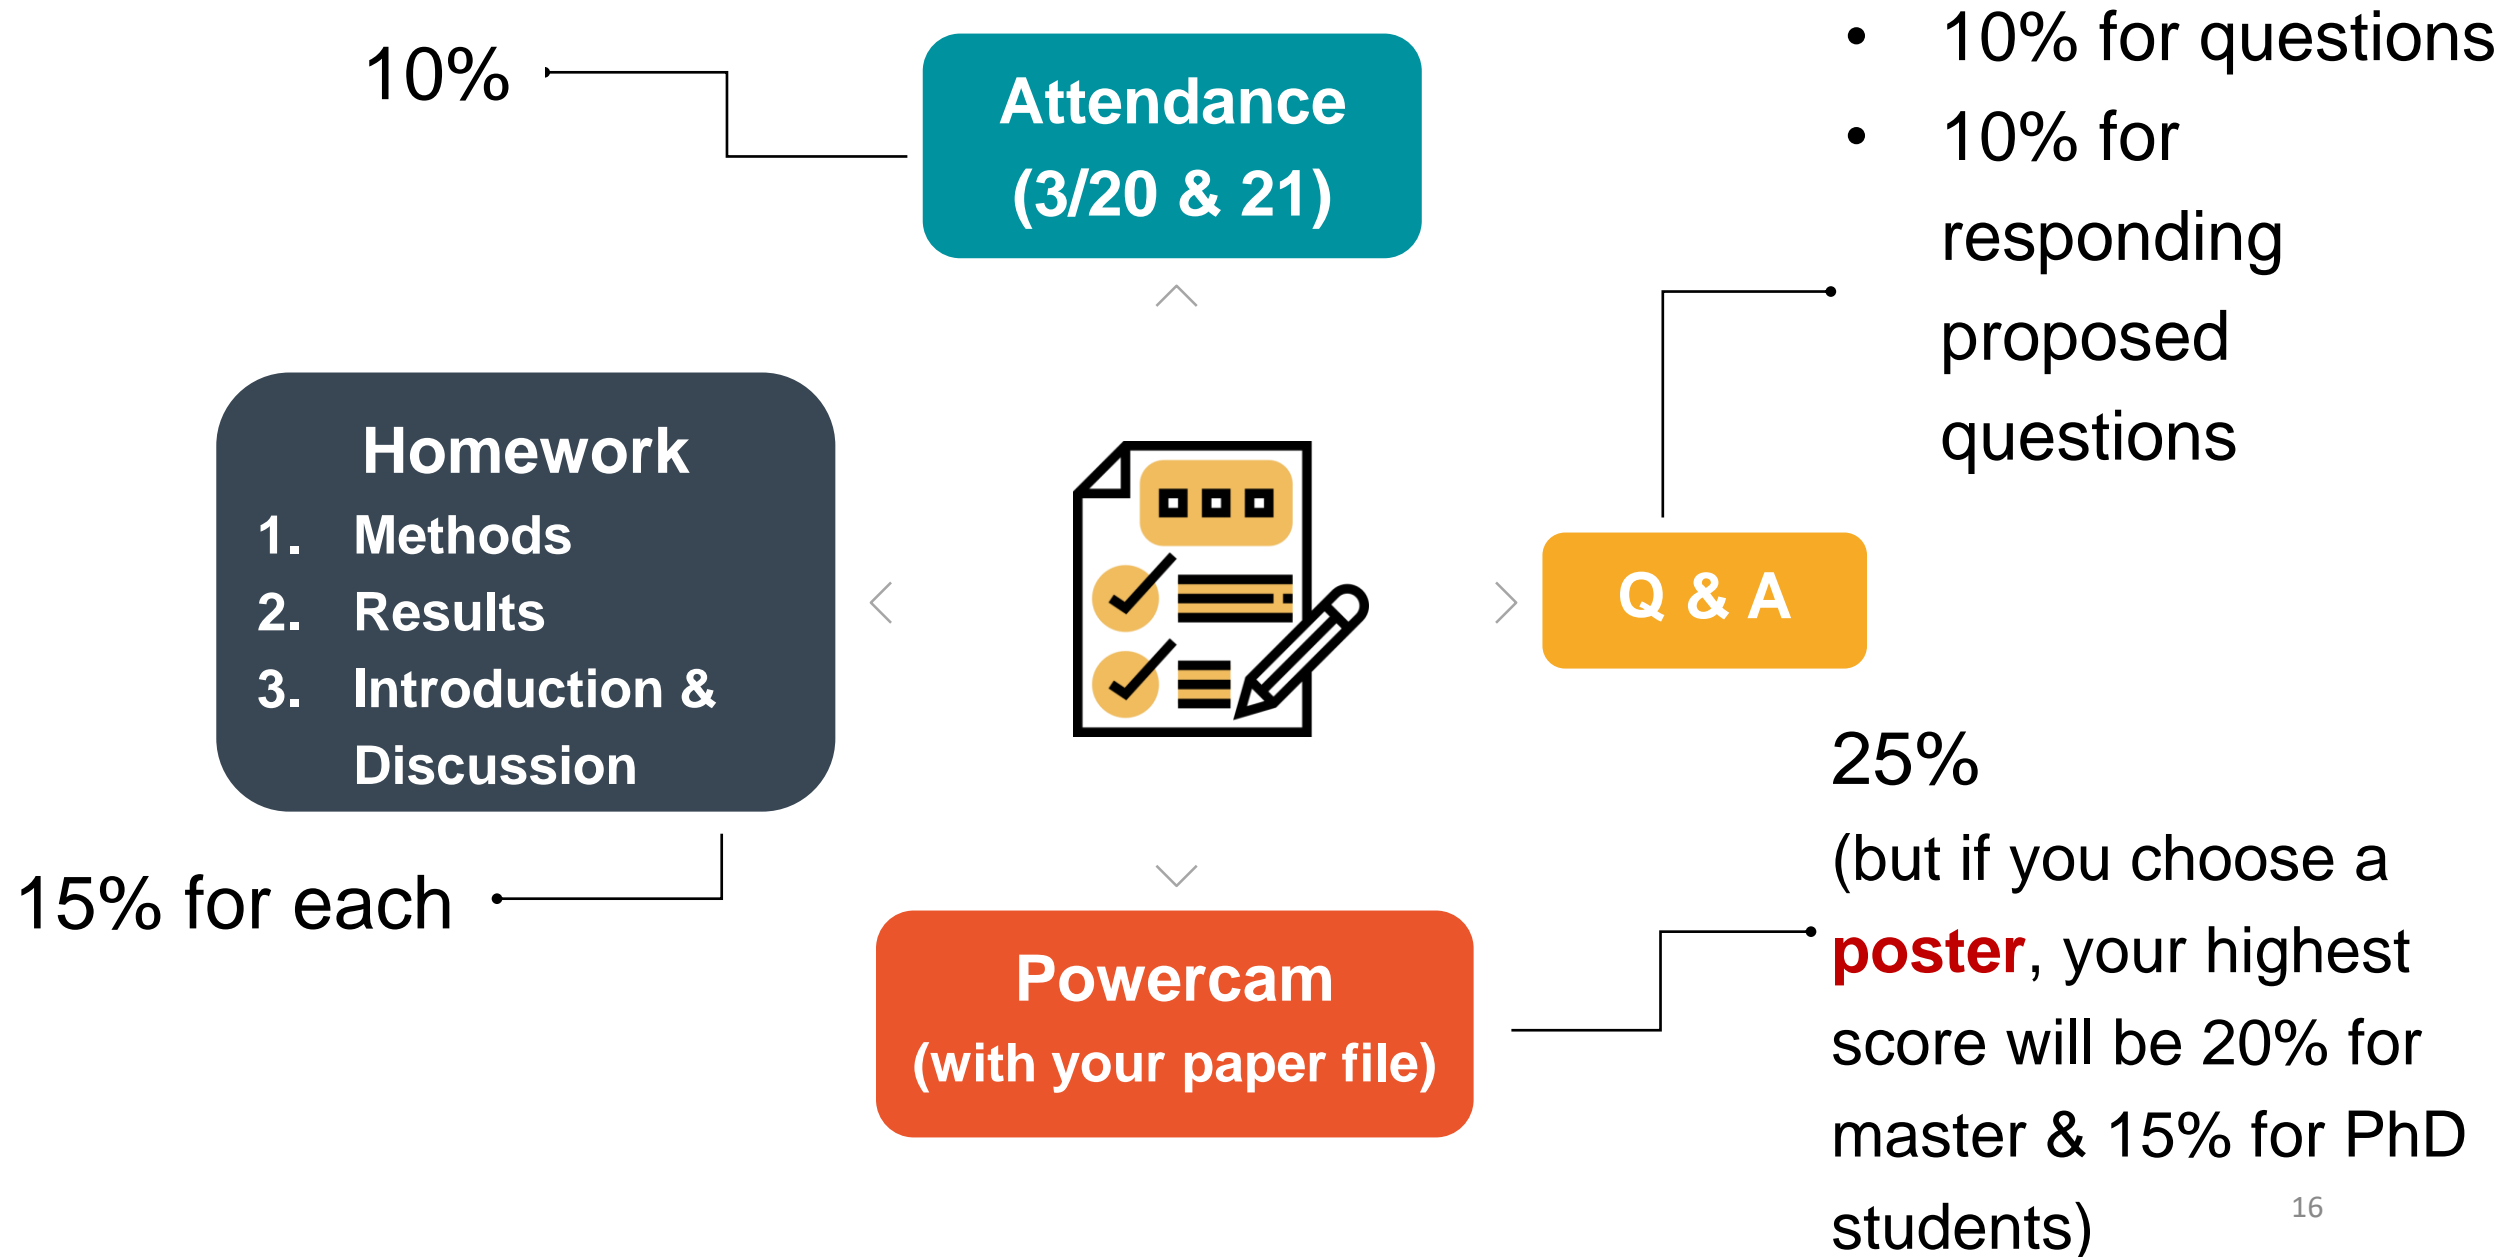 10%
Attendance
(3/20 & 21)
• 10% for questions
• 10% for
responding
proposed
questions
Homework
1. Methods
2. Results
3. Introduction &
Discussion
15% for each
Q & A
Powercam
(with your paper file)
25%
(but if you choose a
poster, your highest
score will be 20% for
master & 15% for PhD
students)
16